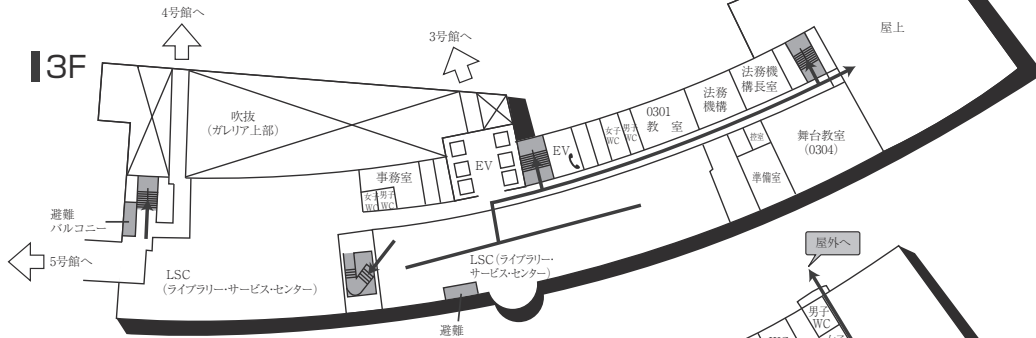 4号館へ
3号館へ
3F
屋上
法務機
構長室
法務
機構
0301
教 室
女子
WC
男子
WC
EV
控室
舞台教室
(0304)
準備室
吹抜
(ガレリア上部)
EV
事務室
女子
WC
男子
WC
避難
バルコニー
5号館へ
LSC
(ライブラリー・サービス・センター)
LSC(ライブラリー・
サービス・センター)
避難
屋外へ
男子
WC